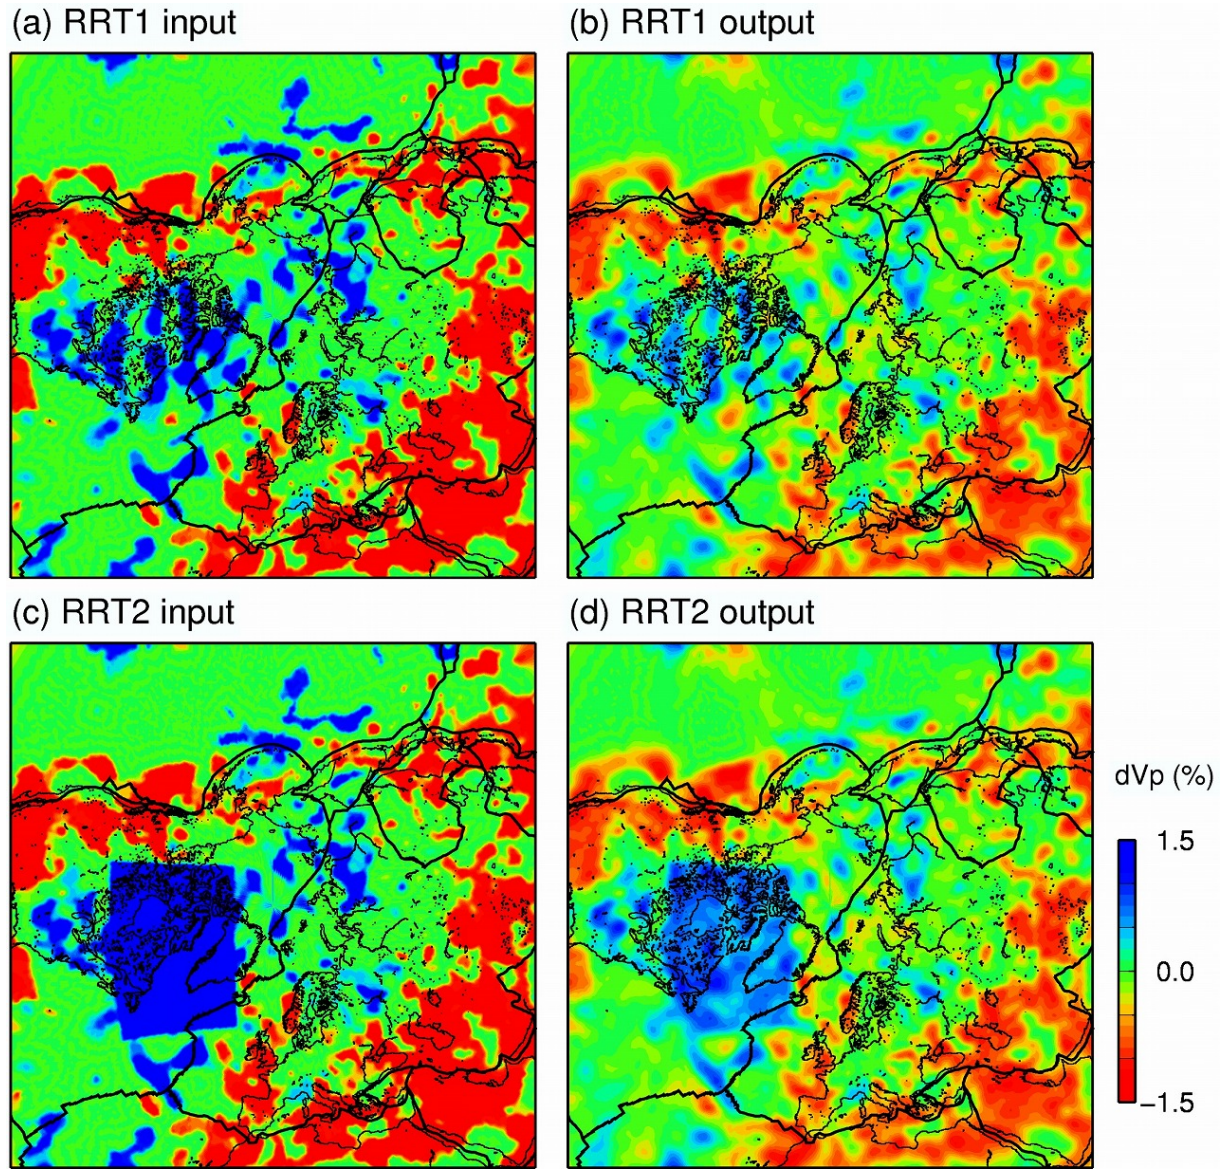 (a) RRT1 input
(b) RRT1 output
(c) RRT2 input
(d) RRT2 output
dVp (%)
1.5
0.0
−1.5